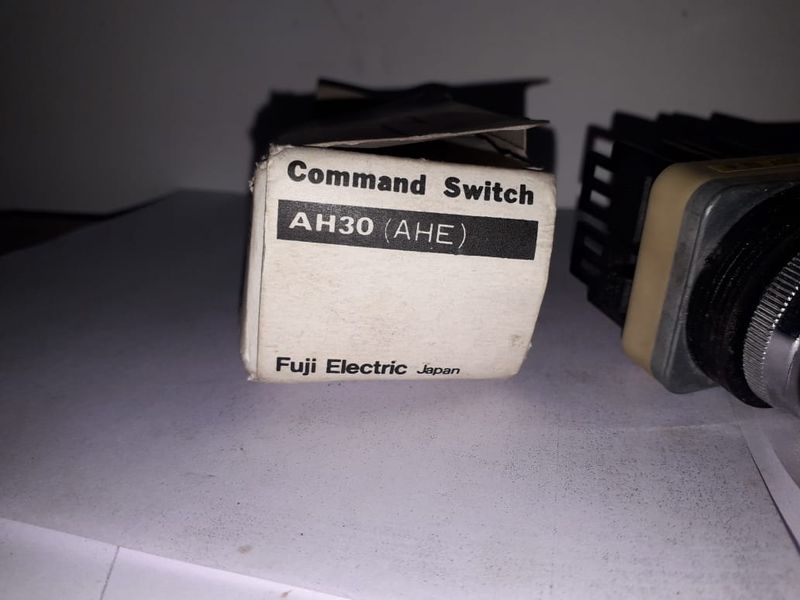 Command Switch
AH30 (AHE)
Fuji Electric Japan